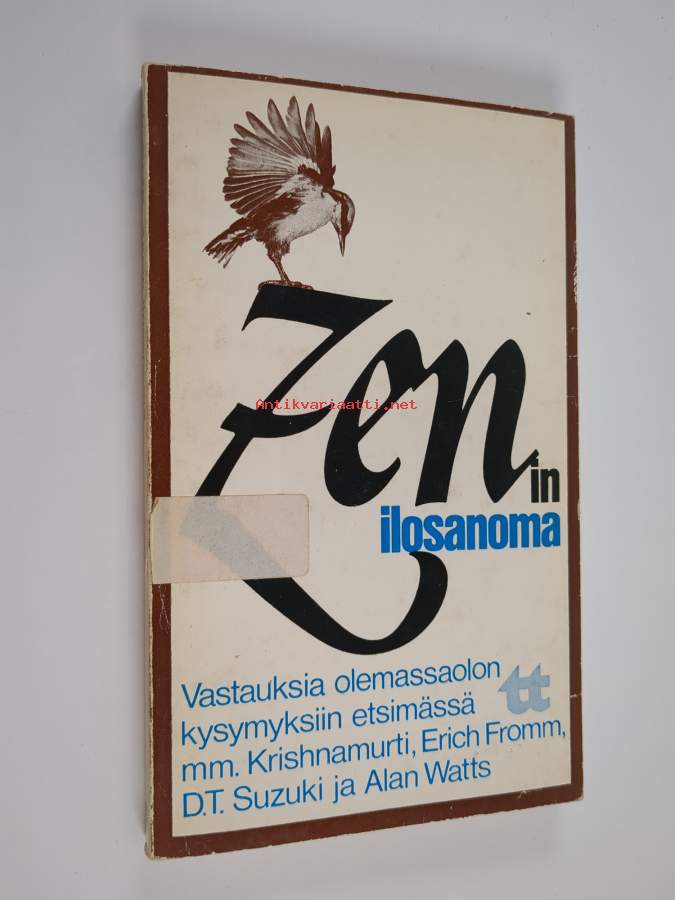 Zen
Antikvariaatti.net
in
ilosanoma
Vastauksia olemassaolon
kysymyksiin etsimässä
tt
mm. Krishnamurti, Erich Fromm,
D.T. Suzuki ja Alan Watts